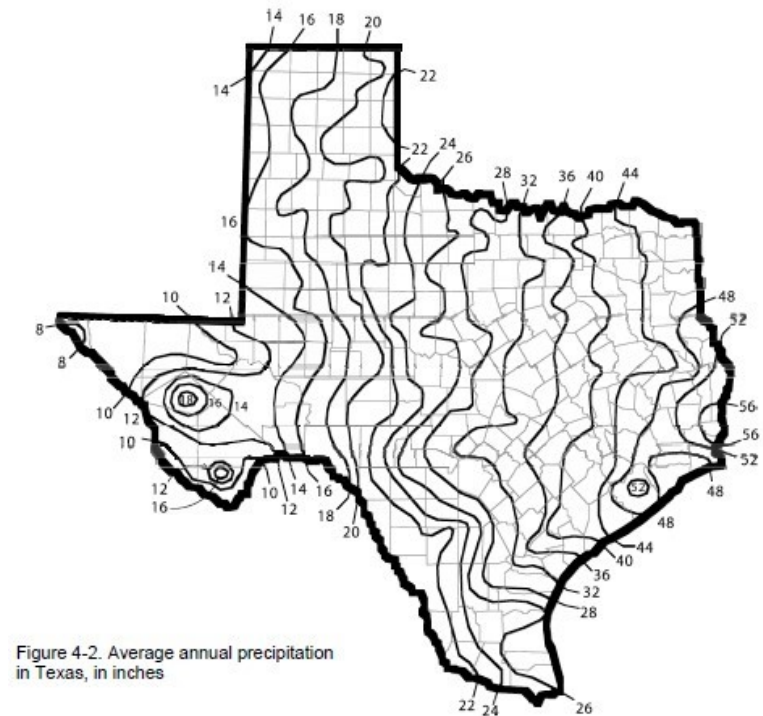 14 16 18 20
14 22
22 24 26
28 32 36 40 44
16
14
10 12
48
8 52
8
10 18 16 14
12 56
56
10 52
12 10 14 16 52 48
16 12 18 48
20 44
40
36
32
28
Figure 4-2. Average annual precipitation
in Texas, in inches
22 24 26